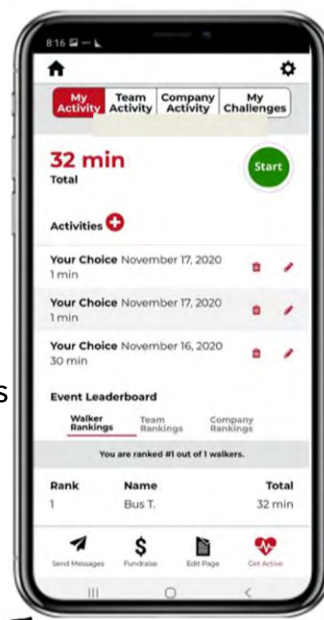 8:16
My Activity
Team Activity
Company Activity
My Challenges
32 min
Total
Start
Activities
Your Choice November 17, 2020
1 min
Your Choice November 17, 2020
1 min
Your Choice November 16, 2020
30 min
s
Event Leaderboard
Walker Rankings
Team Rankings
Company Rankings
You are ranked #1 out of 1 walkers.
Rank Name Total
1 Bus T. 32 min
Send Messages
Fundraise
Edit Page
Get Active